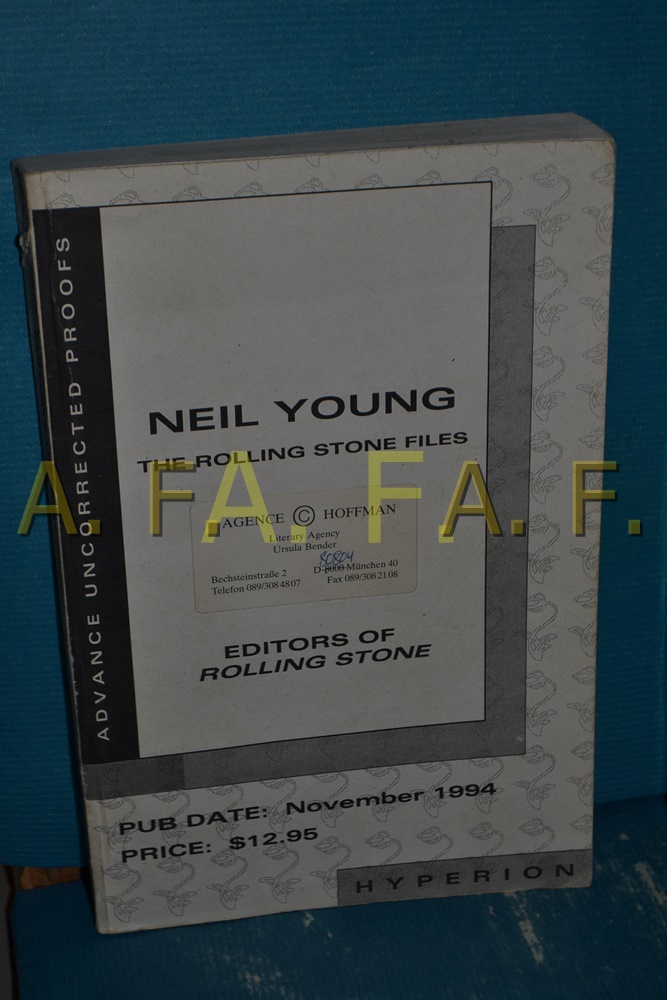 ADVANCE UNCORRECTED PROOFS
NEIL YOUNG
THE ROLLING STONE FILES
A. F. A. F. A. F.
AGENCE © HOFFMAN
Literary Agency
Ursula Bender
80804
Bechsteinstraße 2 D-8000 München 40
Telefon 089/308 48 07 Fax 089/308 21 08
EDITORS OF
ROLLING STONE
PUB DATE: November 1994
PRICE: $12.95
HYPERION